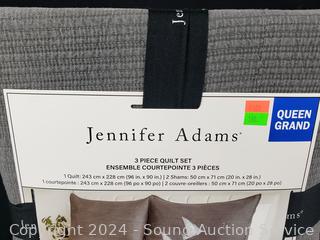 Je
QUEEN
GRAND
Jennifer Adams®
3 PIECE QUILT SET
ENSEMBLE COURTEPOINTE 3 PIÈCES
1 Quilt: 243 cm x 228 cm (96 in. x 90 in.) 2 Shams: 50 cm x 71 cm (20 in. x 28 in.)
1 courtepointe : 243 cm x 228 cm (96 po x 90 po) 2 couvre-oreillers : 50 cm x 71 cm (20 po x 28 po)
ams®
Copyright 2024 - Sound Auction Service -